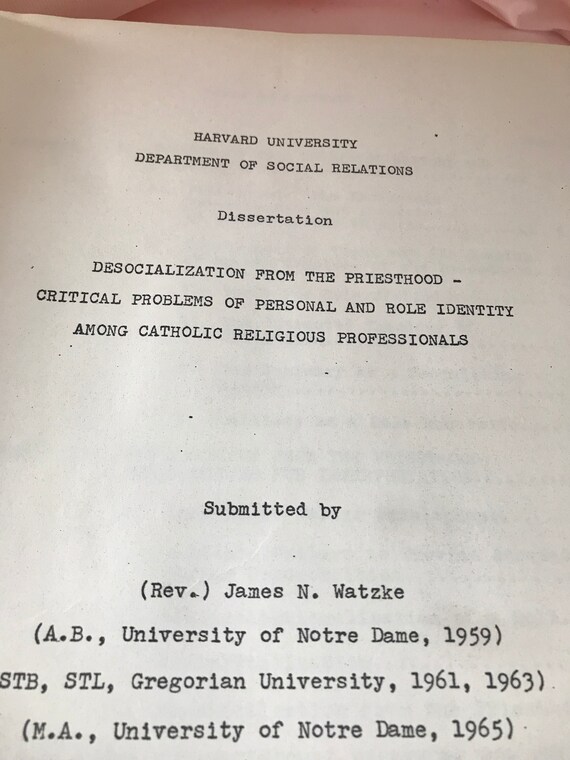 HARVARD UNIVERSITY
DEPARTMENT OF SOCIAL RELATIONS
Dissertation
DESOCIALIZATION FROM THE PRIESTHOOD -
CRITICAL PROBLEMS OF PERSONAL AND ROLE IDENTITY
AMONG CATHOLIC RELIGIOUS PROFESSIONALS
Submitted by
(Rev.) James N. Watzke
(A.B., University of Notre Dame, 1959)
STB, STL, Gregorian University, 1961, 1963)
(M.A., University of Notre Dame, 1965)